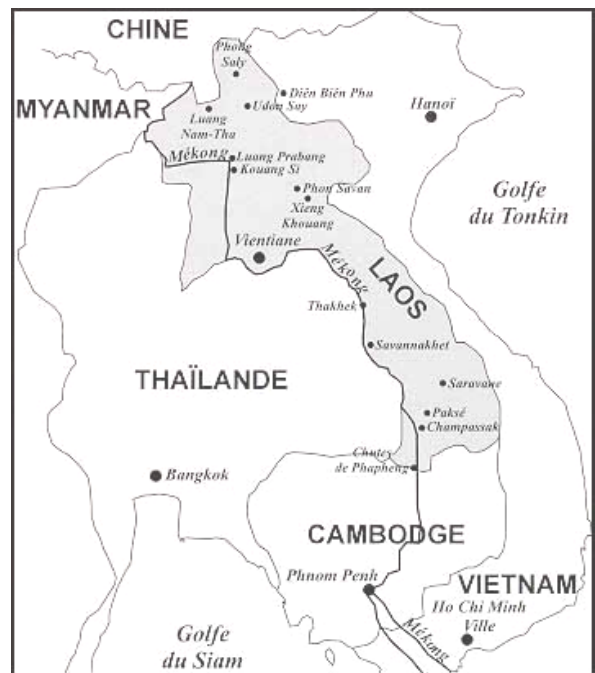 CHINE
Phong
Saly
Diên Biên Phu
MYANMAR
Udon Say
Hanoï
Luang
Nam-Tha
Mékong
Luang Prabang
Kouang Si
Phon Savan
Xieng
Khouang
Golfe
du Tonkin
Vientiane
Mékong
LAOS
Thakhek
Savannakhet
THAÏLANDE
Saravane
Paksé
Champassak
Chutes
de Phapheng
Bangkok
CAMBODGE
Phnom Penh
VIETNAM
Ho Chi Minh
Ville
Mékong
Golfe
du Siam